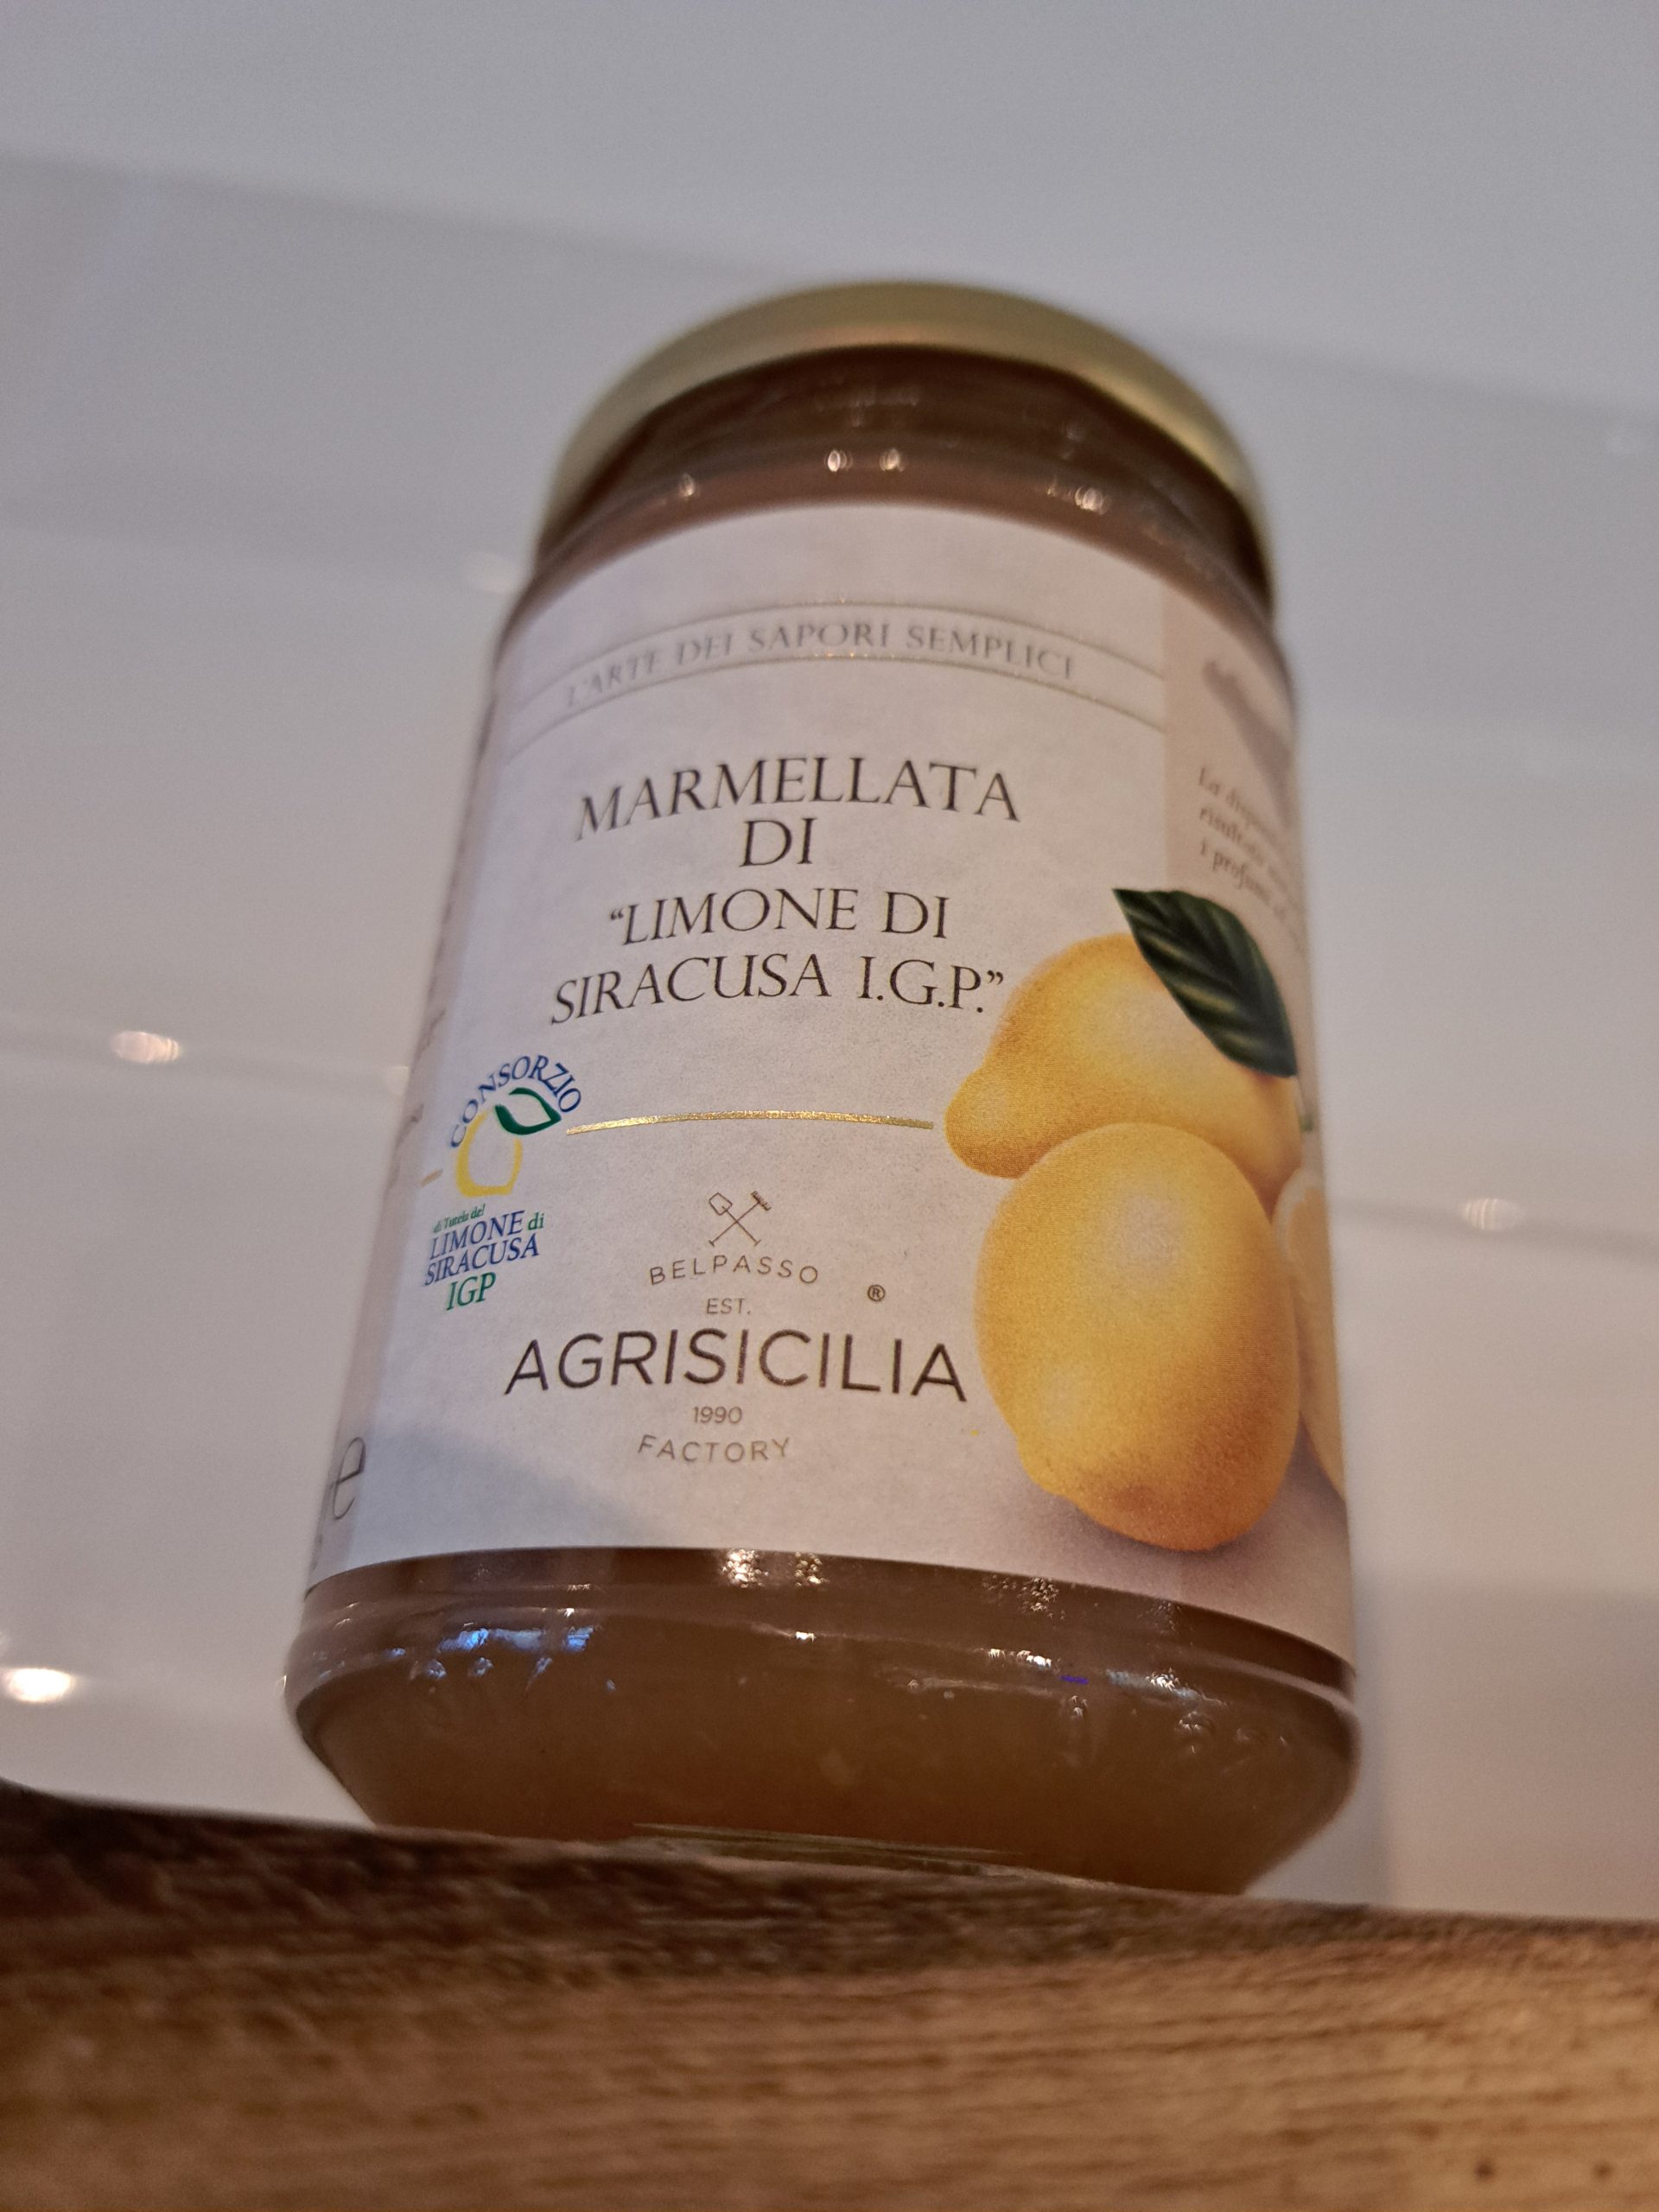 L'ARTE DEI SAPORI SEMPLICI
MARMELLATA
DI
"LIMONE DI
SIRACUSA I.G.P."
CONSORZIO
di Tutela del
LIMONE di
SIRACUSA
IGP
BELPASSO
®
EST.
AGRISICILIA
1990
FACTORY
e
La
i